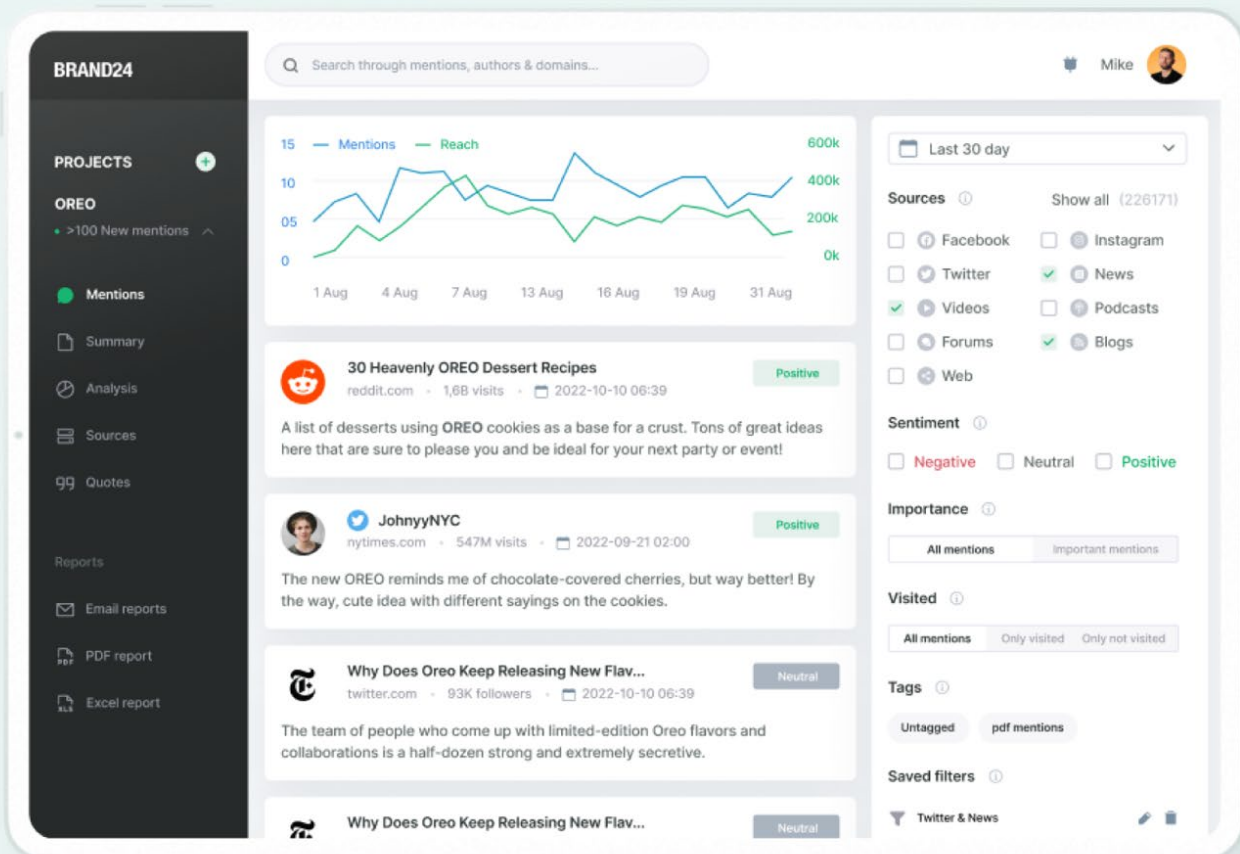 BRAND24
Search through mentions, authors & domains...
Mike
PROJECTS
OREO
>100 New mentions
Mentions
Summary
Analysis
Sources
Quotes
Reports
Email reports
PDF report
Excel report
15 Mentions Reach 600k
10 400k
05 200k
0 0k
1 Aug 4 Aug 7 Aug 13 Aug 16 Aug 19 Aug 31 Aug
30 Heavenly OREO Dessert Recipes
Positive
reddit.com • 1,6B visits • 2022-10-10 06:39
A list of desserts using OREO cookies as a base for a crust. Tons of great ideas
here that are sure to please you and be ideal for your next party or event!
JohnyyNYC
Positive
nytimes.com • 547M visits • 2022-09-21 02:00
The new OREO reminds me of chocolate-covered cherries, but way better! By
the way, cute idea with different sayings on the cookies.
Why Does Oreo Keep Releasing New Flav...
Neutral
twitter.com • 93K followers • 2022-10-10 06:39
The team of people who come up with limited-edition Oreo flavors and
collaborations is a half-dozen strong and extremely secretive.
Why Does Oreo Keep Releasing New Flav...
Neutral
Last 30 day
Sources Show all (226171)
Facebook Instagram
Twitter News
Videos Podcasts
Forums Blogs
Web
Sentiment
Negative Neutral Positive
Importance
All mentions Important mentions
Visited
All mentions Only visited Only not visited
Tags
Untagged pdf mentions
Saved filters
Twitter & News